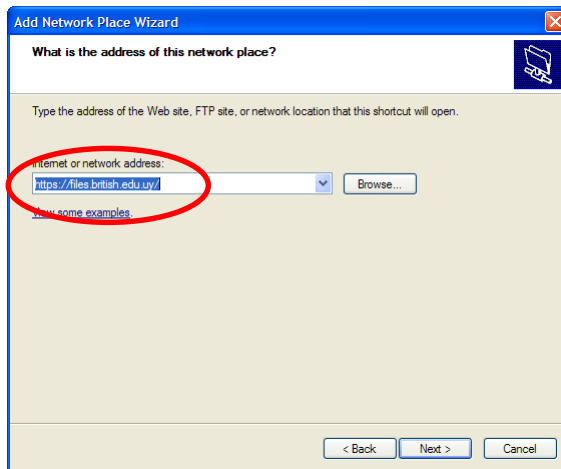 Add Network Place Wizard
What is the address of this network place?
Type the address of the Web site, FTP site, or network location that this shortcut will open.
Internet or network address:
https://files.british.edu.uy/
Browse...
View some examples.
< Back
Next >
Cancel